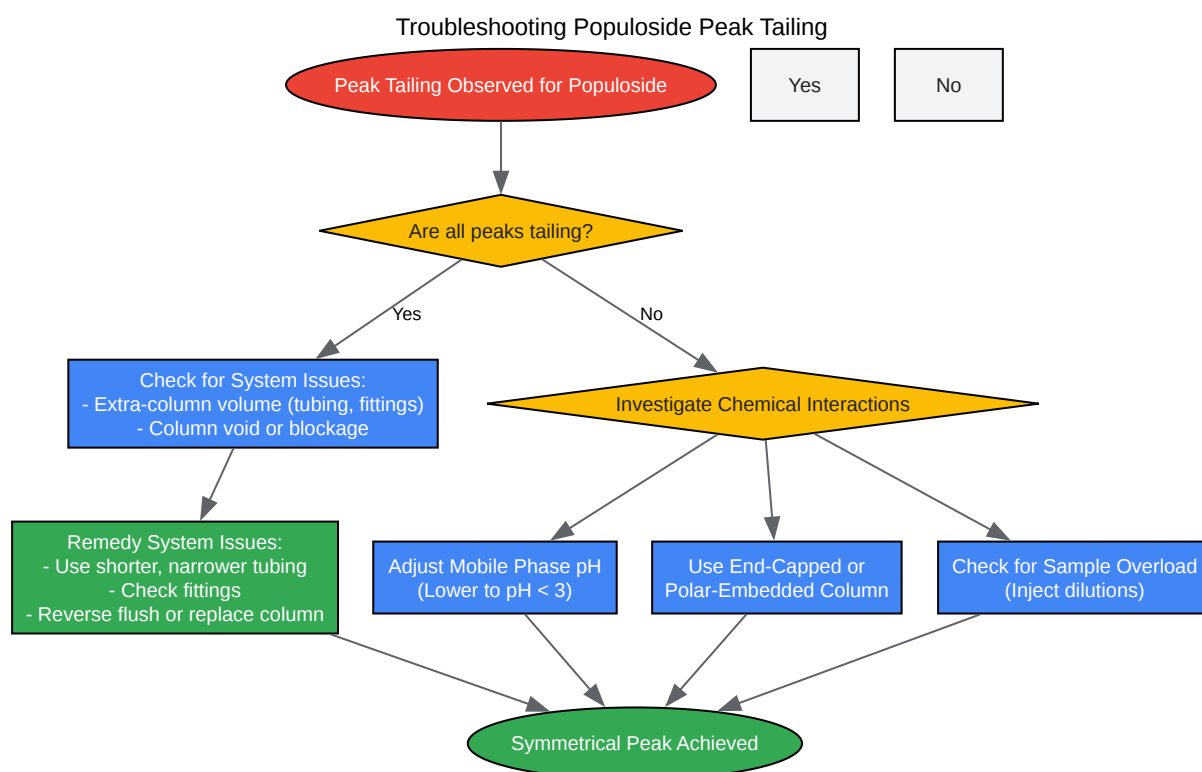 Troubleshooting Populoside Peak Tailing
Peak Tailing Observed for Populoside
Yes
No
Are all peaks tailing?
Yes
No
Check for System Issues:
- Extra-column volume (tubing, fittings)
- Column void or blockage
Investigate Chemical Interactions
Remedy System Issues:
- Use shorter, narrower tubing
- Check fittings
- Reverse flush or replace column
Adjust Mobile Phase pH
(Lower to pH < 3)
Use End-Capped or
Polar-Embedded Column
Check for Sample Overload
(Inject dilutions)
Symmetrical Peak Achieved